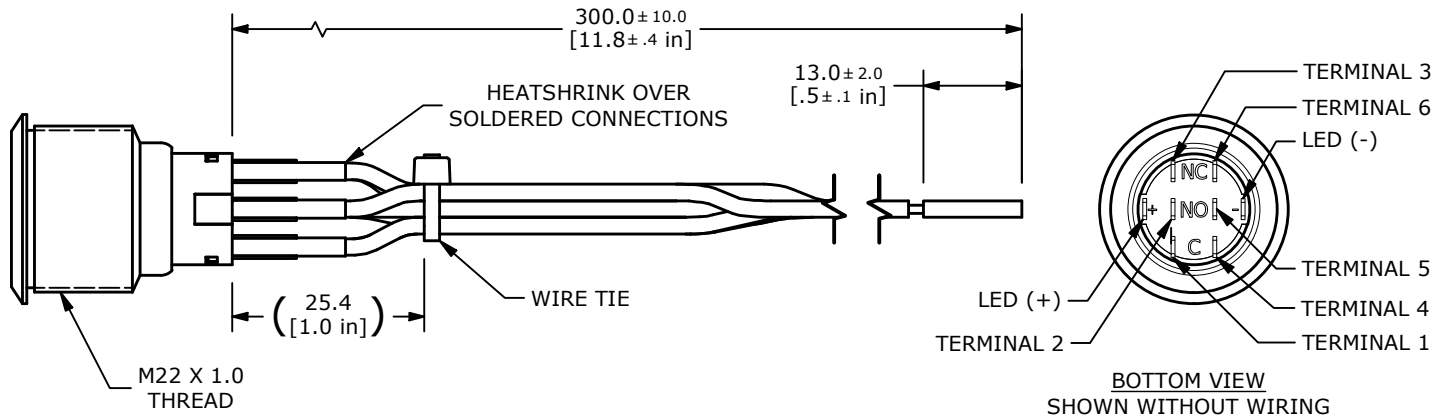 300.0±10.0
[11.8±.4 in]
13.0±2.0
[.5±.1 in]
HEATSHRINK OVER
SOLDERED CONNECTIONS
(25.4
[1.0 in])
WIRE TIE
M22 X 1.0
THREAD
TERMINAL 3
TERMINAL 6
LED (-)
NC
+ NO -
C
TERMINAL 5
LED (+)
TERMINAL 4
TERMINAL 2
TERMINAL 1
BOTTOM VIEW
SHOWN WITHOUT WIRING